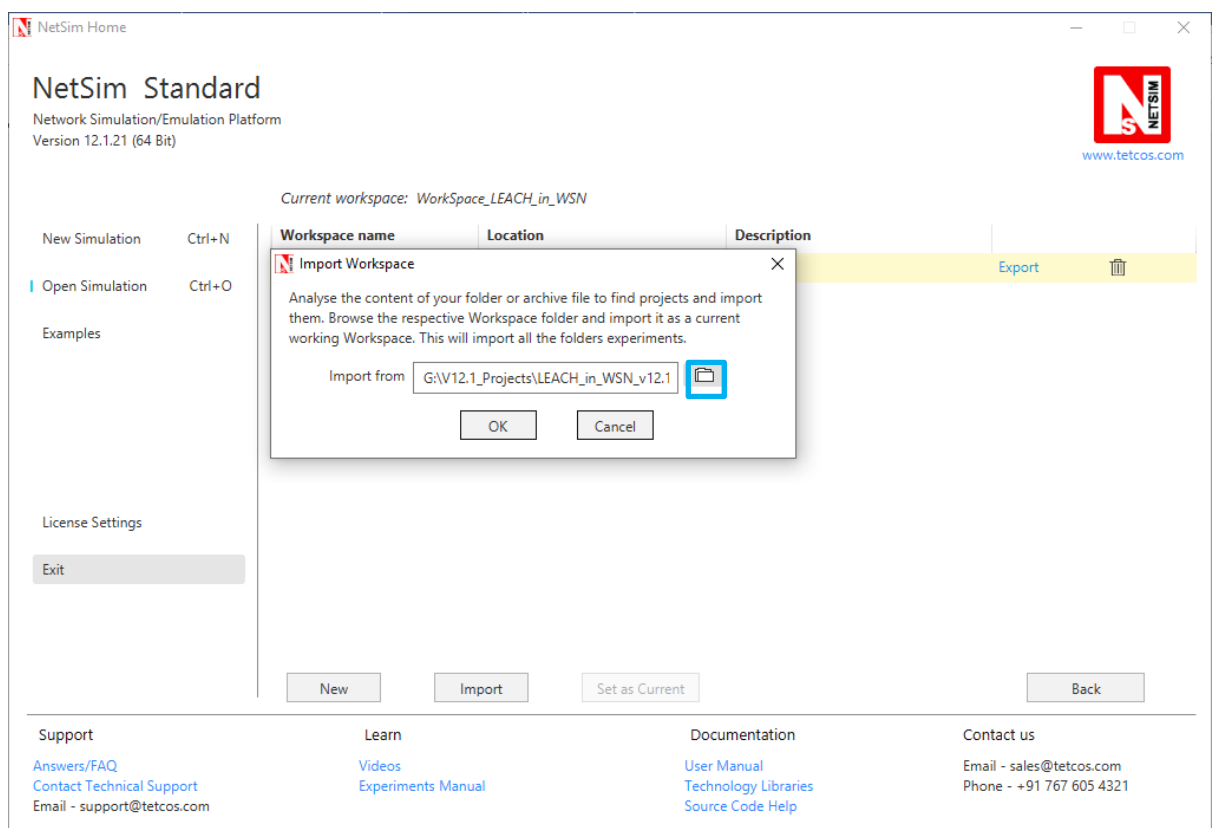 NetSim Home
NetSim Standard
Network Simulation/Emulation Platform
Version 12.1.21 (64 Bit)
NETSIM
www.tetcos.com
Current workspace: WorkSpace_LEACH_in_WSN
New Simulation Ctrl+N
Open Simulation Ctrl+O
Examples
License Settings
Exit
Workspace name Location Description
Export
Import Workspace
Analyse the content of your folder or archive file to find projects and import
them. Browse the respective Workspace folder and import it as a current
working Workspace. This will import all the folders experiments.
Import from G:\V12.1_Projects\LEACH_in_WSN_v12.1
OK Cancel
New Import Set as Current Back
Support Learn Documentation Contact us
Answers/FAQ Videos User Manual Email - sales@tetcos.com
Contact Technical Support Experiments Manual Technology Libraries Phone - +91 767 605 4321
Email - support@tetcos.com Source Code Help